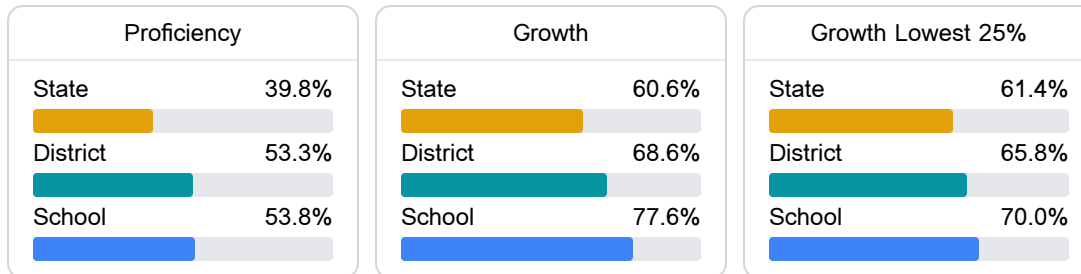 Proficiency
State 39.8%
District 53.3%
School 53.8%
Growth
State 60.6%
District 68.6%
School 77.6%
Growth Lowest 25%
State 61.4%
District 65.8%
School 70.0%